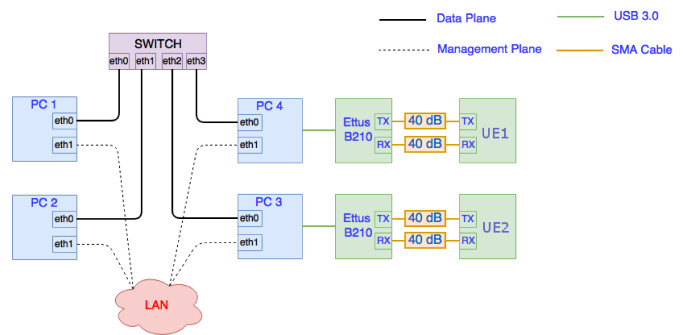 Data Plane
USB 3.0
Management Plane
SMA Cable
SWITCH
eth0 eth1 eth2 eth3
PC 1
eth0
eth1
PC 4
eth0
eth1
Ettus
B210
TX
RX
40 dB
40 dB
TX
RX
UE1
PC 2
eth0
eth1
PC 3
eth0
eth1
Ettus
B210
TX
RX
40 dB
40 dB
TX
RX
UE2
LAN